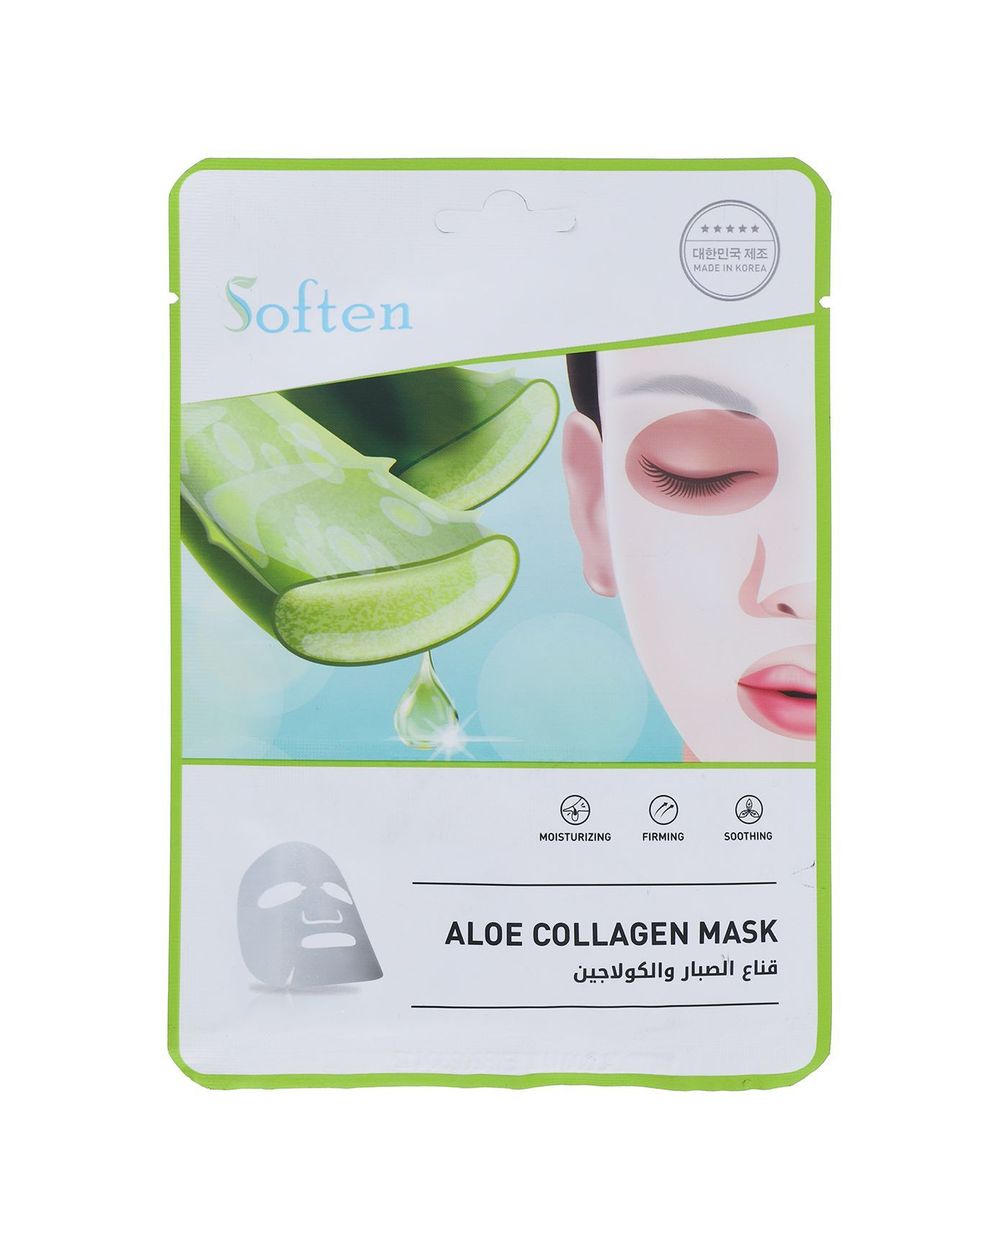 Soften
★★★★★
대한민국 제조
MADE IN KOREA
MOISTURIZING
FIRMING
SOOTHING
ALOE COLLAGEN MASK
قناع الصبار والكولاجين